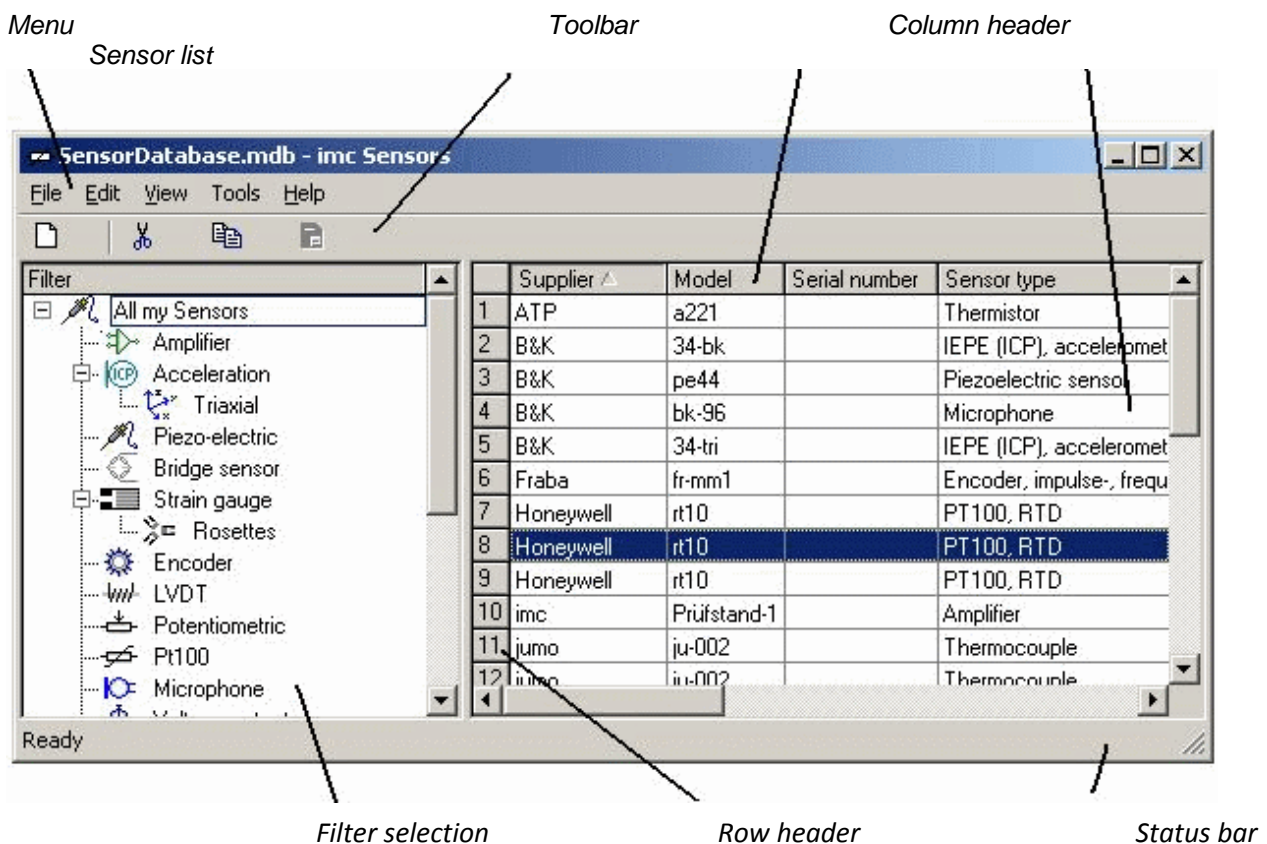 Menu Toolbar Column header
Sensor list
SensorDatabase.mdb - imc Sensors
File Edit View Tools Help
Filter
All my Sensors
Amplifier
ICP Acceleration
Triaxial
Piezo-electric
Bridge sensor
Strain gauge
Rosettes
Encoder
LVDT
Potentiometric
Pt100
Microphone
Supplier Model Serial number Sensor type
1 ATP a221 Thermistor
2 B&K 34-bk IEPE (ICP), acceleromet
3 B&K pe44 Piezoelectric sensor
4 B&K bk-96 Microphone
5 B&K 34-tri IEPE (ICP), acceleromet
6 Fraba fr-mm1 Encoder, impulse-, frequ
7 Honeywell rt10 PT100, RTD
8 Honeywell rt10 PT100, RTD
9 Honeywell rt10 PT100, RTD
10 imc Prüfstand-1 Amplifier
11 jumo ju-002 Thermocouple
12 jumo ju-002 Thermocouple
Ready
Filter selection Row header Status bar